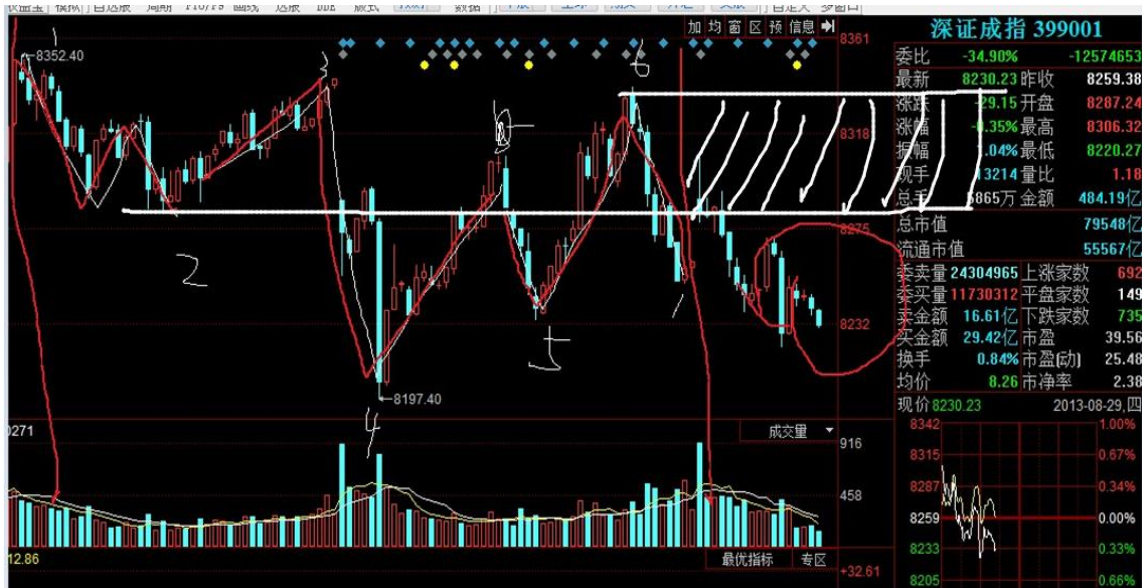 加 均 窗 区 预 信息
深证成指 399001
8352.40
8361
委比 -34.90% -12574653
最新 8230.23 昨收 8259.38
涨跌 -29.15 开盘 8287.24
8318
涨幅 -0.35% 最高 8306.32
振幅 1.04% 最低 8220.27
现手 13214 量比 1.18
总手 5865万 金额 484.19亿
8275
总市值 79548亿
流通市值 55567亿
委卖量 24304965 上涨家数 692
委买量 11730312 平盘家数 149
8232
卖金额 16.61亿 下跌家数 735
买金额 29.42亿 市盈 39.56
换手 0.84% 市盈(动) 25.48
均价 8.26 市净率 2.38
8197.40
现价 8230.23 2013-08-29,四
1
2
3
4
5
6
0271
成交量
916
458
8342 1.00%
8315 0.67%
8287 0.34%
8259 0.00%
8233 0.33%
8205 0.66%
12.86
最优指标 专区
+32.61